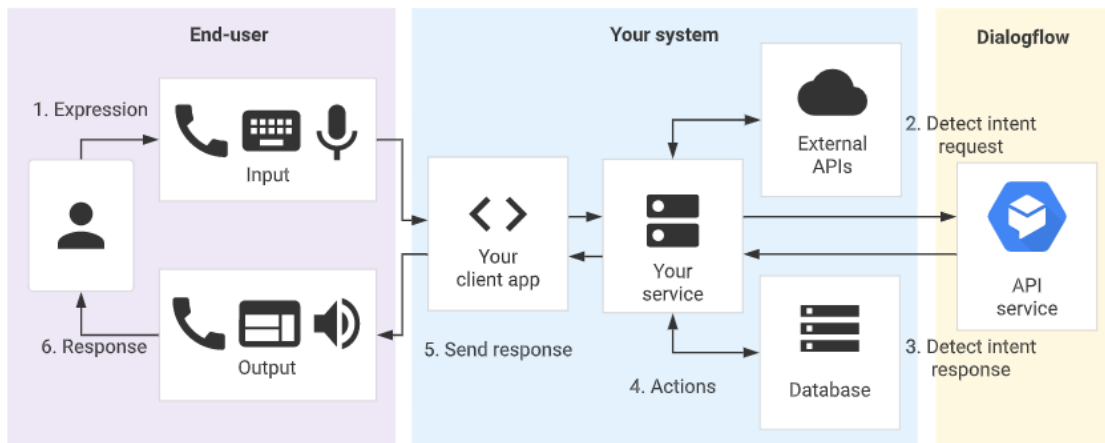 End-user
Your system
Dialogflow
1. Expression
Input
External
APIs
2. Detect intent
request
Your
client app
Your
service
API
service
6. Response
Output
5. Send response
4. Actions
Database
3. Detect intent
response